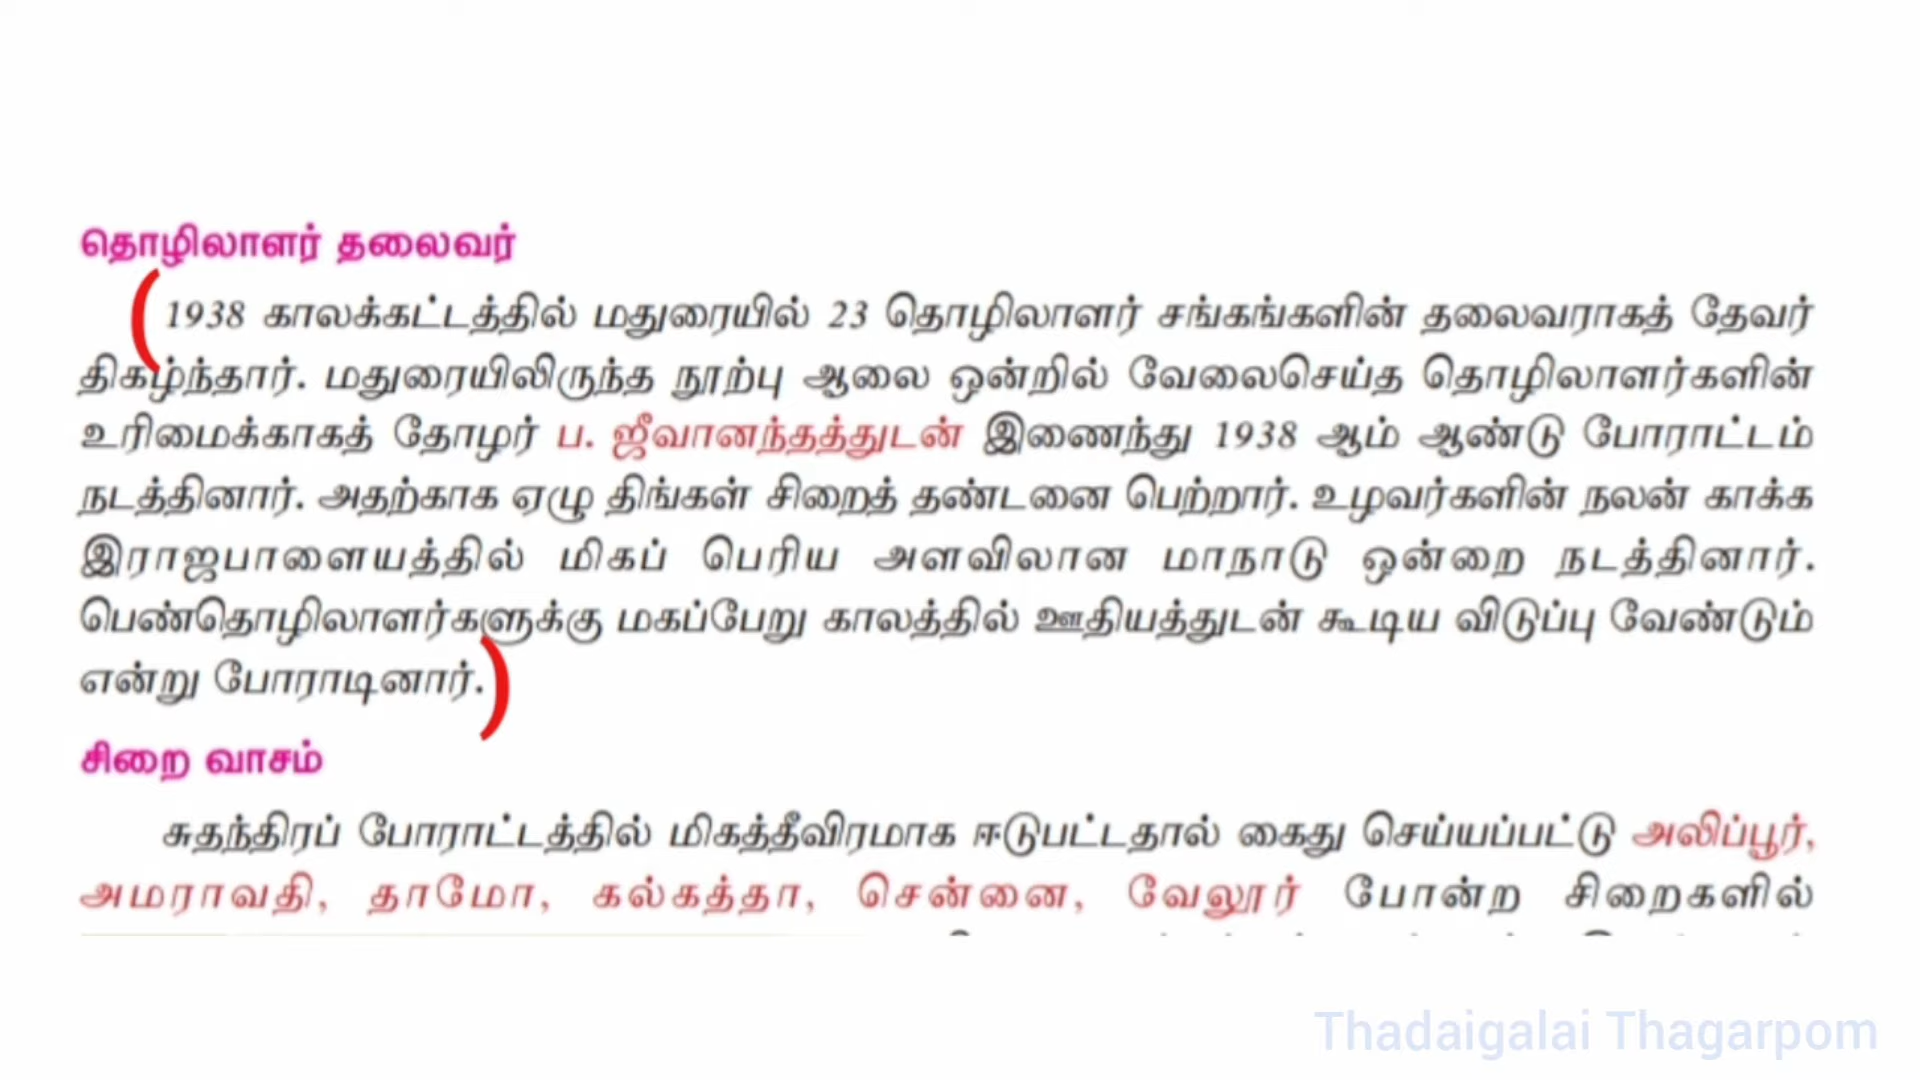 தொழிலாளர் தலைவர்
1938 காலக்கட்டத்தில் மதுரையில் 23 தொழிலாளர் சங்கங்களின் தலைவராகத் தேவர்
திகழ்ந்தார். மதுரையிலிருந்த நூற்பு ஆலை ஒன்றில் வேலைசெய்த தொழிலாளர்களின்
உரிமைக்காகத் தோழர் ப. ஜீவானந்தத்துடன் இணைந்து 1938 ஆம் ஆண்டு போராட்டம்
நடத்தினார். அதற்காக ஏழு திங்கள் சிறைத் தண்டனை பெற்றார். உழவர்களின் நலன் காக்க
இராஜபாளையத்தில் மிகப் பெரிய அளவிலான மாநாடு ஒன்றை நடத்தினார்.
பெண்தொழிலாளர்களுக்கு மகப்பேறு காலத்தில் ஊதியத்துடன் கூடிய விடுப்பு வேண்டும்
என்று போராடினார்.
சிறை வாசம்
சுதந்திரப் போராட்டத்தில் மிகத்தீவிரமாக ஈடுபட்டதால் கைது செய்யப்பட்டு அலிப்பூர்,
அமராவதி, தாமோ, கல்கத்தா, சென்னை, வேலூர் போன்ற சிறைகளில்
Thadaigalai Thagarpom